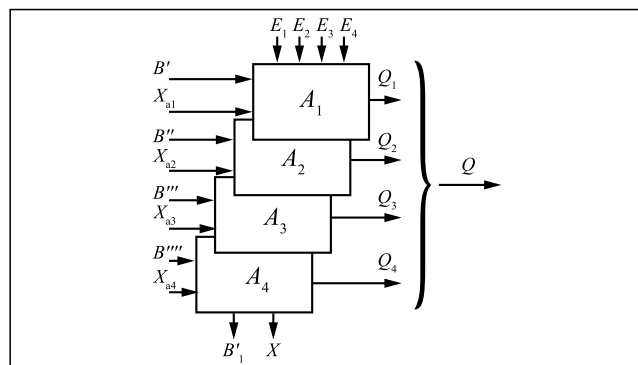 E₁ E₂ E₃ E₄
B′ Q₁
Xₐ₁ A₁
B″ Q₂ Q
Xₐ₂ A₂
B‴ Q₃
Xₐ₃ A₃
B⁗ Q₄
Xₐ₄ A₄
B′₁ X